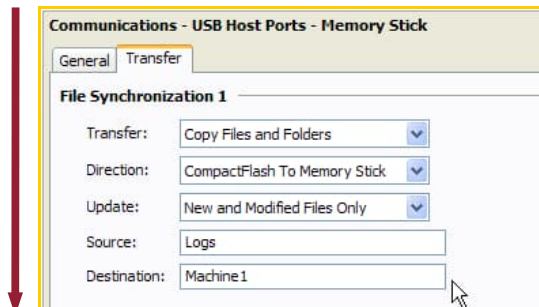 Communications - USB Host Ports - Memory Stick
General Transfer
File Synchronization 1
Transfer: Copy Files and Folders
Direction: CompactFlash To Memory Stick
Update: New and Modified Files Only
Source: Logs
Destination: Machine1